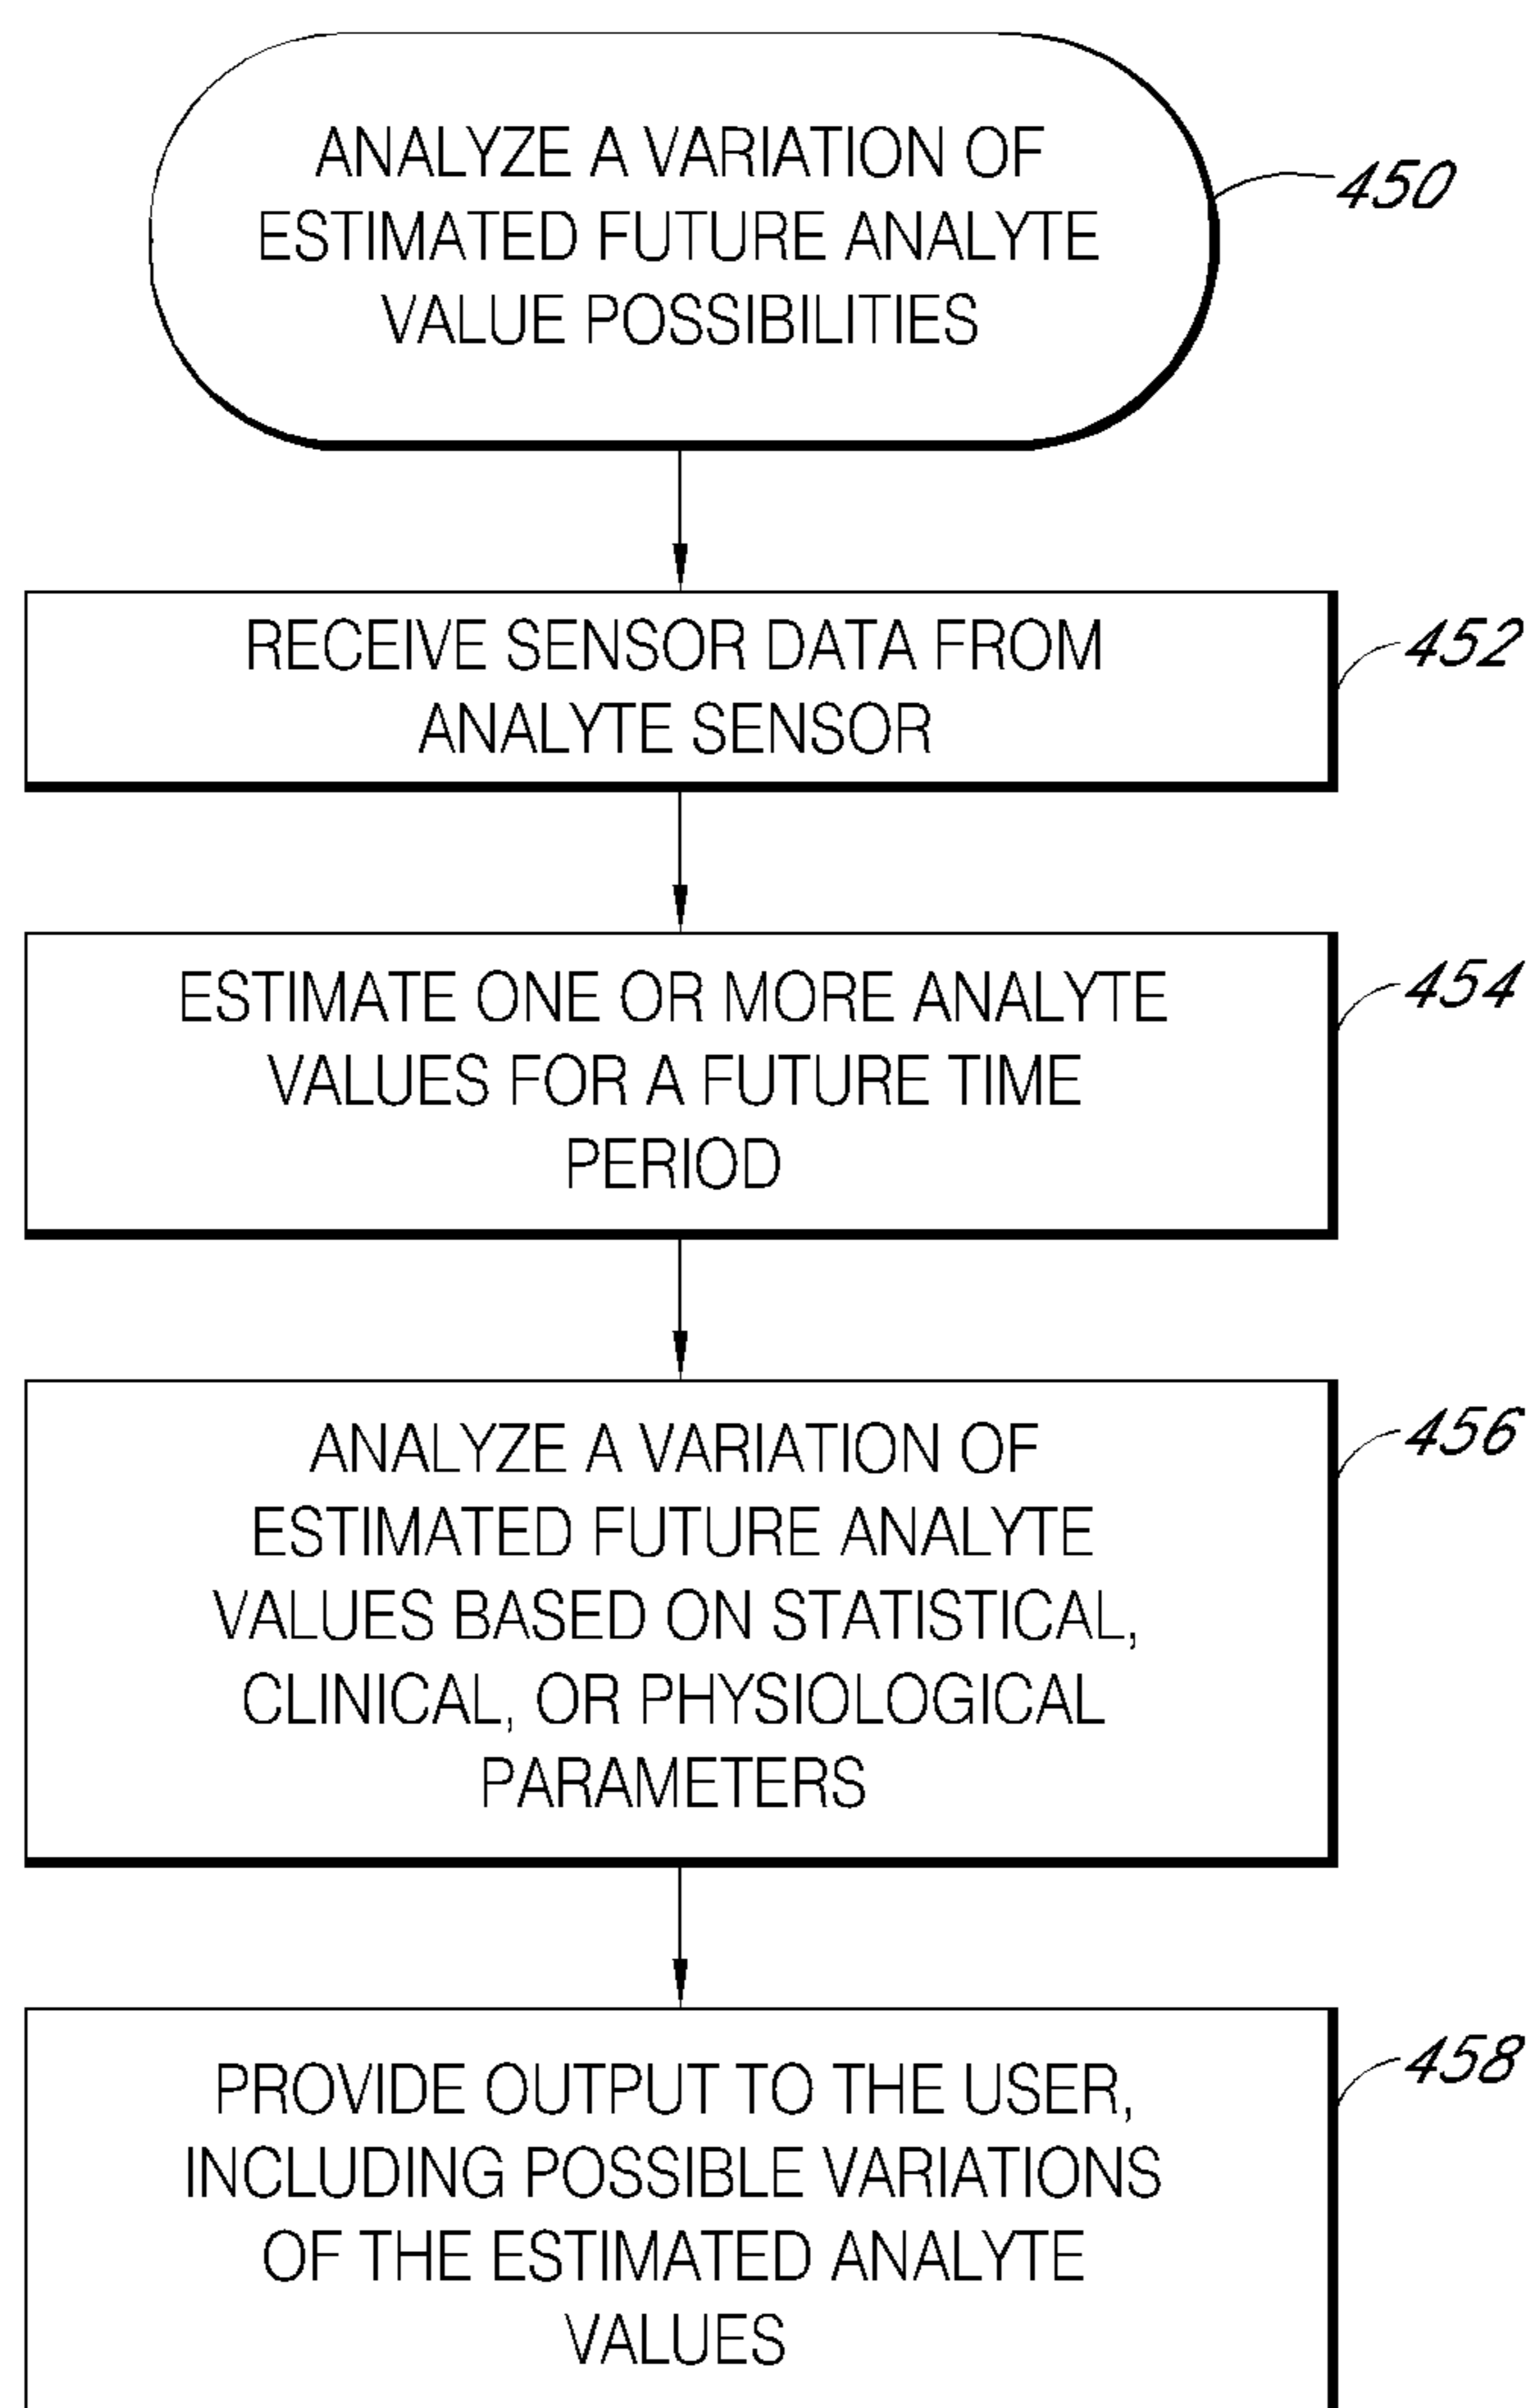 ANALYZE A VARIATION OF
ESTIMATED FUTURE ANALYTE
VALUE POSSIBILITIES
450
RECEIVE SENSOR DATA FROM
ANALYTE SENSOR
452
ESTIMATE ONE OR MORE ANALYTE
VALUES FOR A FUTURE TIME
PERIOD
454
ANALYZE A VARIATION OF
ESTIMATED FUTURE ANALYTE
VALUES BASED ON STATISTICAL,
CLINICAL, OR PHYSIOLOGICAL
PARAMETERS
456
PROVIDE OUTPUT TO THE USER,
INCLUDING POSSIBLE VARIATIONS
OF THE ESTIMATED ANALYTE
VALUES
458